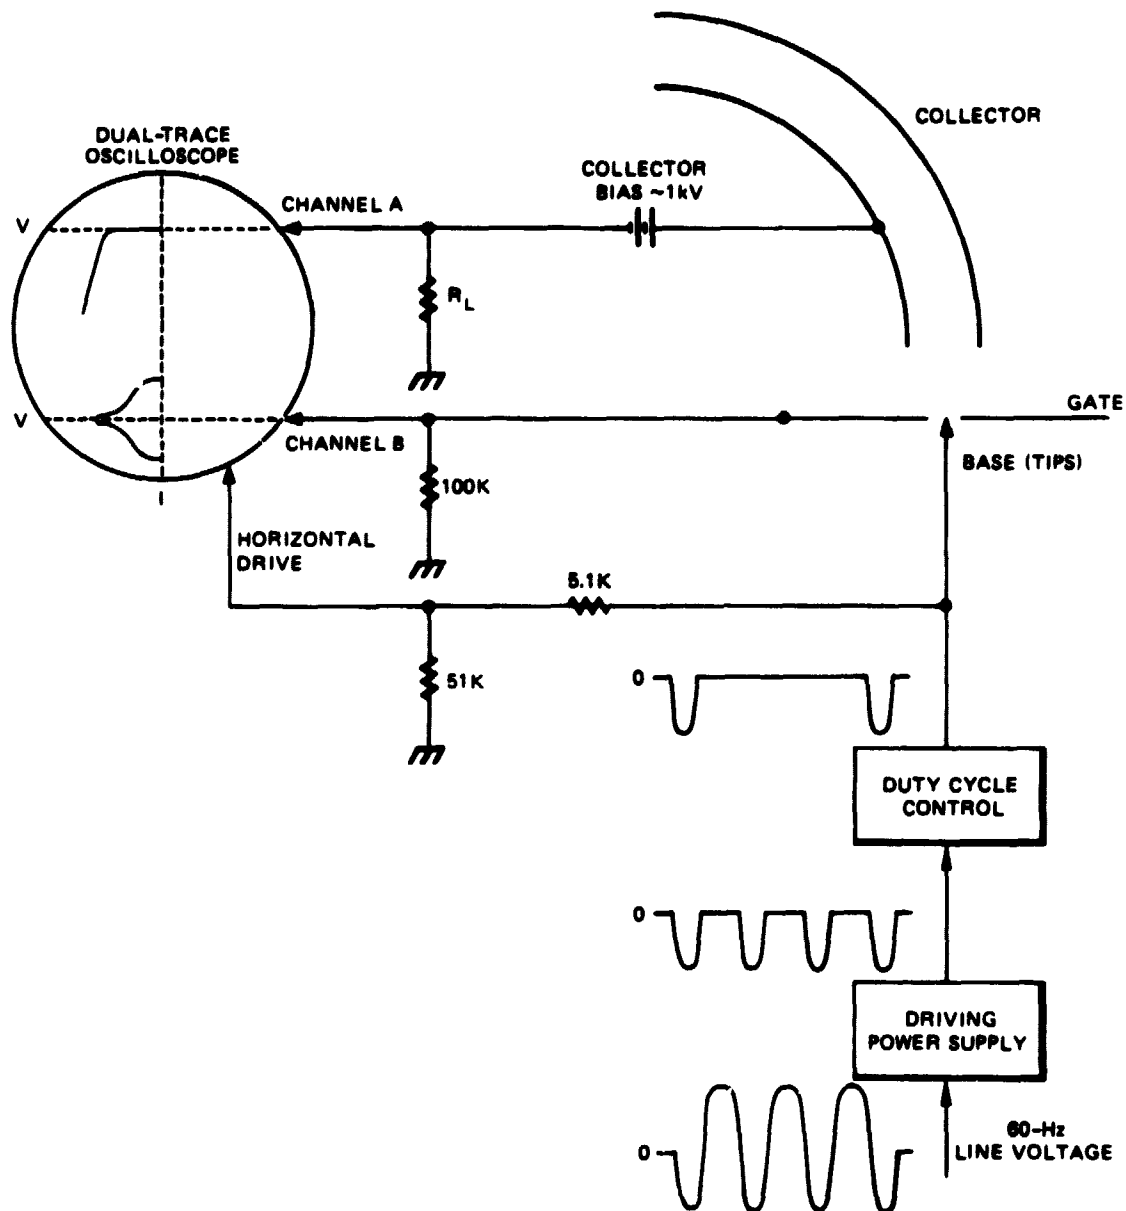 COLLECTOR
DUAL-TRACE
OSCILLOSCOPE
COLLECTOR
BIAS ~1kV
CHANNEL A
V
RL
V
GATE
CHANNEL B
BASE (TIPS)
100K
HORIZONTAL
DRIVE
5.1K
51K
0
DUTY CYCLE
CONTROL
0
DRIVING
POWER SUPPLY
60-Hz
LINE VOLTAGE
0